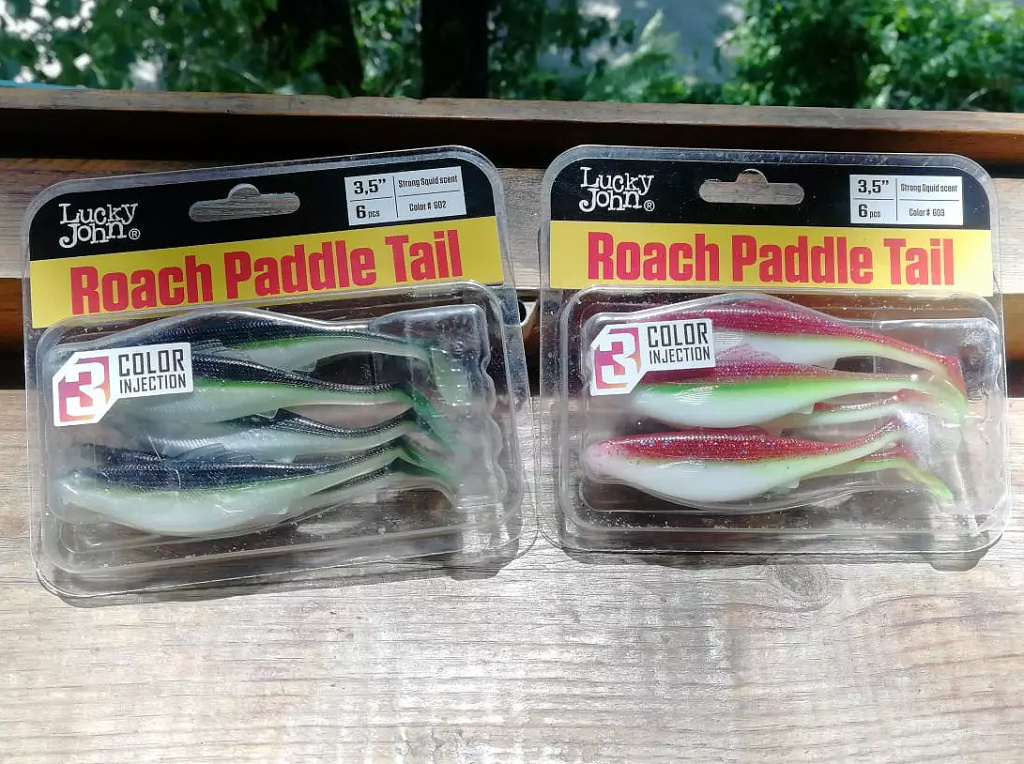 Lucky
John®
3,5”
6 pcs
Strong Squid scent
Color # G02
Roach Paddle Tail
3 COLOR
INJECTION
Lucky
John®
3,5”
6 pcs
Strong Squid scent
Color # G03
Roach Paddle Tail
3 COLOR
INJECTION